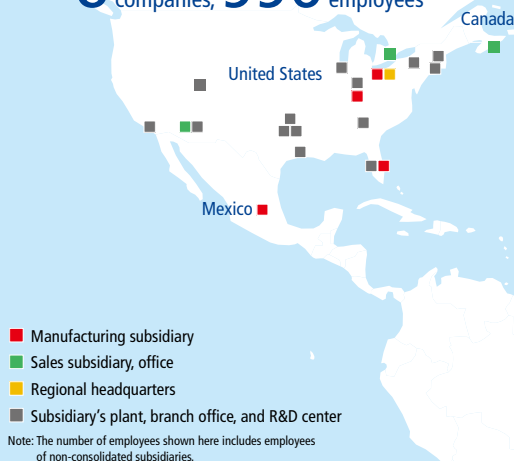 companies, employees
Canada
United States
Mexico
Manufacturing subsidiary
Sales subsidiary, office
Regional headquarters
Subsidiary's plant, branch office, and R&D center
Note: The number of employees shown here includes employees
of non-consolidated subsidiaries.